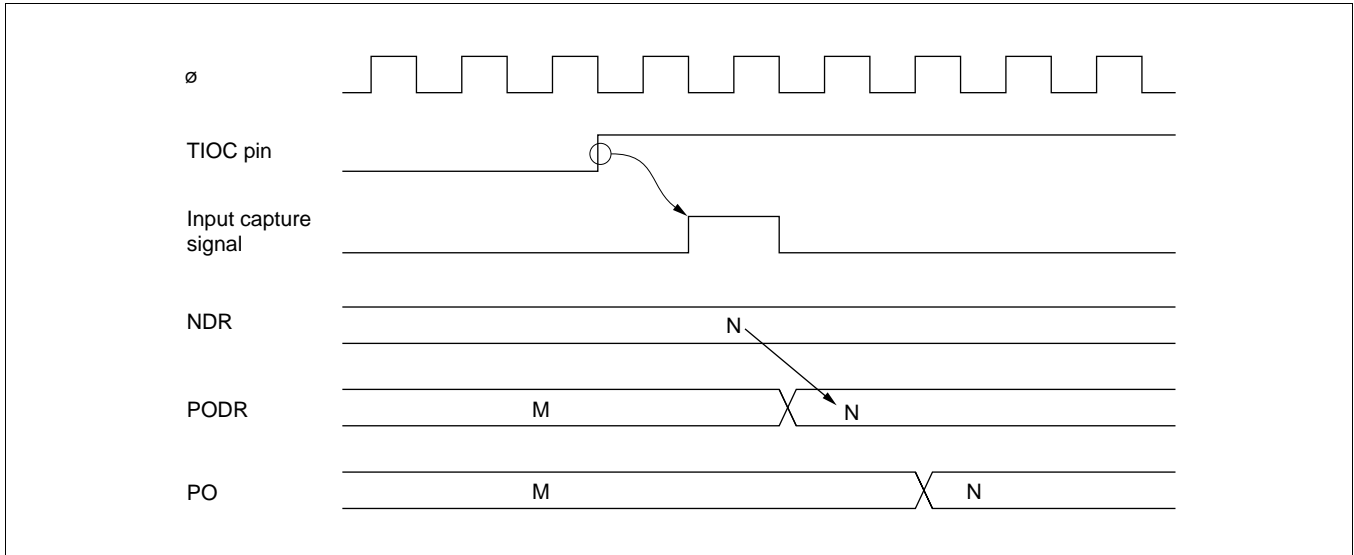 ø
TIOC pin
Input capture
signal
NDR
N
PODR
M
N
PO
M
N